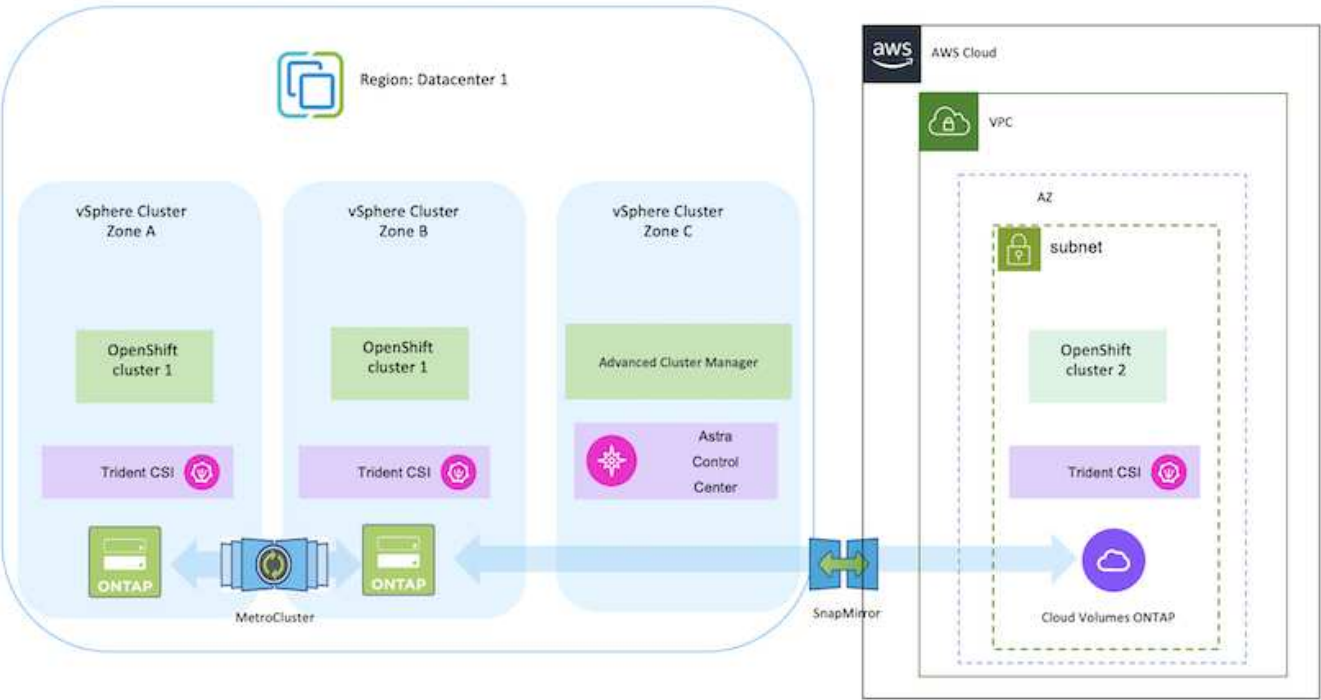 Region: Datacenter 1
vSphere Cluster
Zone A
OpenShift
cluster 1
Trident CSI
ONTAP
MetroCluster
vSphere Cluster
Zone B
OpenShift
cluster 1
Trident CSI
ONTAP
vSphere Cluster
Zone C
Advanced Cluster Manager
Astra
Control
Center
SnapMirror
aws
AWS Cloud
VPC
AZ
subnet
OpenShift
cluster 2
Trident CSI
Cloud Volumes ONTAP